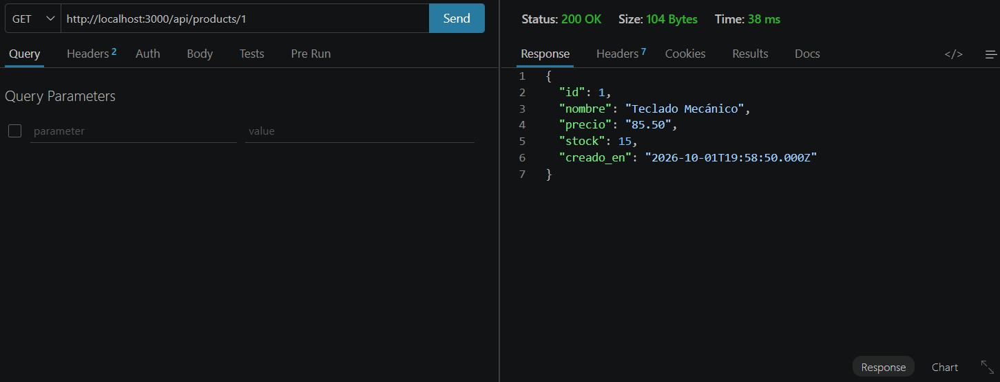 GET http://localhost:3000/api/products/1 Send
Query Headers 2 Auth Body Tests Pre Run
Query Parameters
parameter value
Status: 200 OK Size: 104 Bytes Time: 38 ms
Response Headers 7 Cookies Results Docs </>
1 {
2 "id": 1,
3 "nombre": "Teclado Mecánico",
4 "precio": "85.50",
5 "stock": 15,
6 "creado_en": "2026-10-01T19:58:50.000Z"
7 }
Response Chart